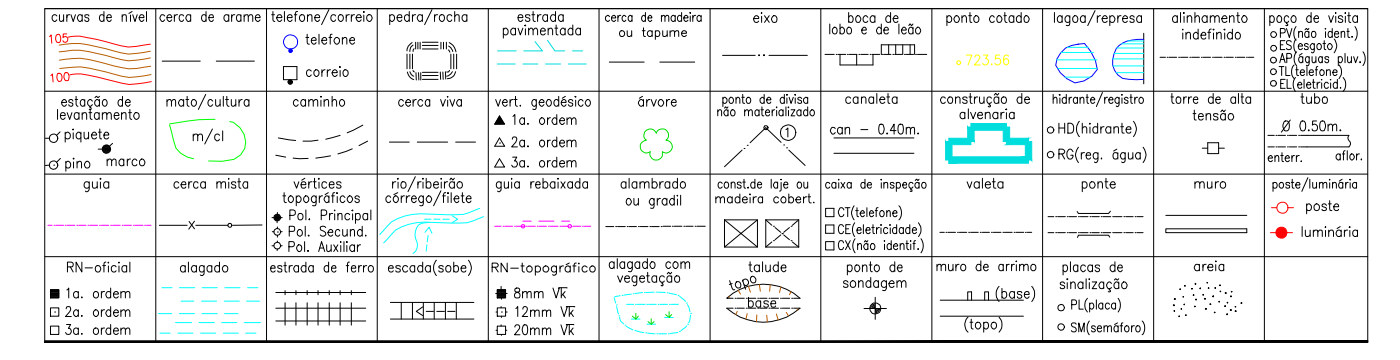 curvas de nível
105
100
cerca de arame
telefone/correio
telefone
correio
pedra/rocha
estrada
pavimentada
cerca de madeira
ou tapume
eixo
boca de
lobo e de leão
ponto cotado
723.56
lagoa/represa
alinhamento
indefinido
poço de visita
PV(não ident.)
ES(esgoto)
AP(águas pluv.)
TL(telefone)
EL(eletricid.)
estação de
levantamento
piquete
marco
pino
mato/cultura
m/cl
caminho
cerca viva
vert. geodésico
1a. ordem
2a. ordem
3a. ordem
árvore
ponto de divisa
não materializado
1
canaleta
can - 0.40m.
construção de
alvenaria
hidrante/registro
HD(hidrante)
RG(reg. água)
torre de alta
tensão
tubo
Ø 0.50m.
enterr. aflor.
guia
cerca mista
vértices
topográficos
Pol. Principal
Pol. Secund.
Pol. Auxiliar
rio/ribeirão
córrego/filete
guia rebaixada
alambrado
ou gradil
const.de laje ou
madeira cobert.
caixa de inspeção
CT(telefone)
CE(eletricidade)
CX(não identif.)
valeta
ponte
muro
poste/luminária
poste
luminária
RN-oficial
1a. ordem
2a. ordem
3a. ordem
alagado
estrada de ferro
escada(sobe)
RN-topográfico
8mm √k
12mm √k
20mm √k
alagado com
vegetação
talude
topo
base
ponto de
sondagem
muro de arrimo
(base)
(topo)
placas de
sinalização
PL(placa)
SM(semáforo)
areia